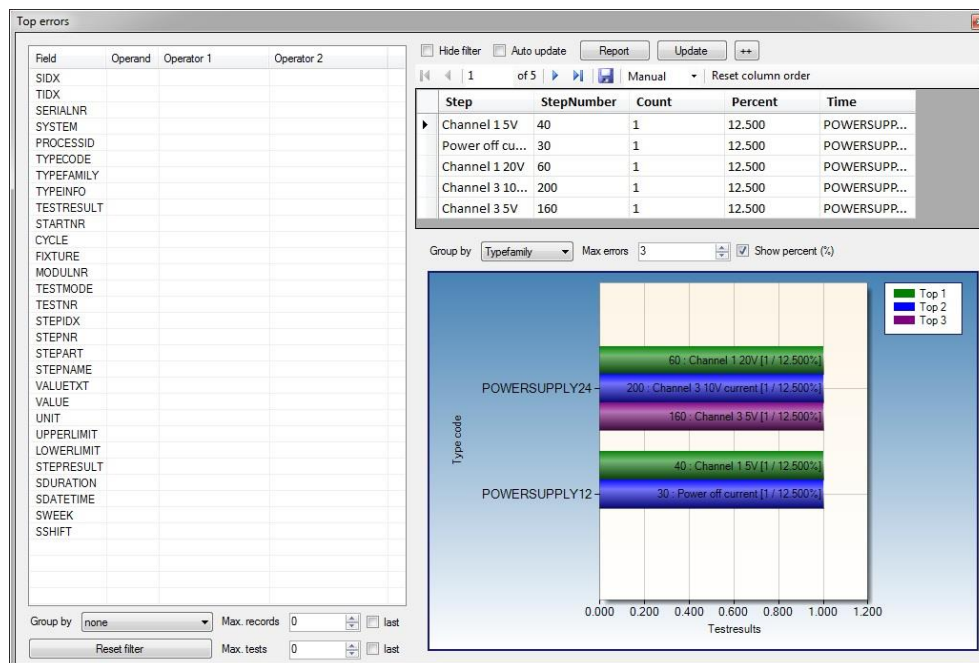 Top errors
Field Operand Operator 1 Operator 2
SIDX
TIDX
SERIALNR
SYSTEM
PROCESSID
TYPECODE
TYPEFAMILY
TYPEINFO
TESTRESULT
STARTNR
CYCLE
FIXTURE
MODULNR
TESTMODE
TESTNR
STEPIDX
STEPNR
STEPART
STEPNAME
VALUETXT
VALUE
UNIT
UPPERLIMIT
LOWERLIMIT
STEPRESULT
SDURATION
SDATETIME
SWEEK
SSHIFT
Group by none Max. records 0 last
Reset filter Max. tests 0 last
Hide filter Auto update Report Update ++
1 of 5 Manual Reset column order
Step StepNumber Count Percent Time
Channel 1 5V 40 1 12.500 POWERSUPP...
Power off cu... 30 1 12.500 POWERSUPP...
Channel 1 20V 60 1 12.500 POWERSUPP...
Channel 3 10... 200 1 12.500 POWERSUPP...
Channel 3 5V 160 1 12.500 POWERSUPP...
Group by Typefamily Max errors 3 Show percent (%)
Top 1
Top 2
Top 3
Type code
POWERSUPPLY24
60 : Channel 1 20V [1 / 12.500%]
200 : Channel 3 10V current [1 / 12.500%]
160 : Channel 3 5V [1 / 12.500%]
POWERSUPPLY12
40 : Channel 1 5V [1 / 12.500%]
30 : Power off current [1 / 12.500%]
0.000 0.200 0.400 0.600 0.800 1.000 1.200
Testresults